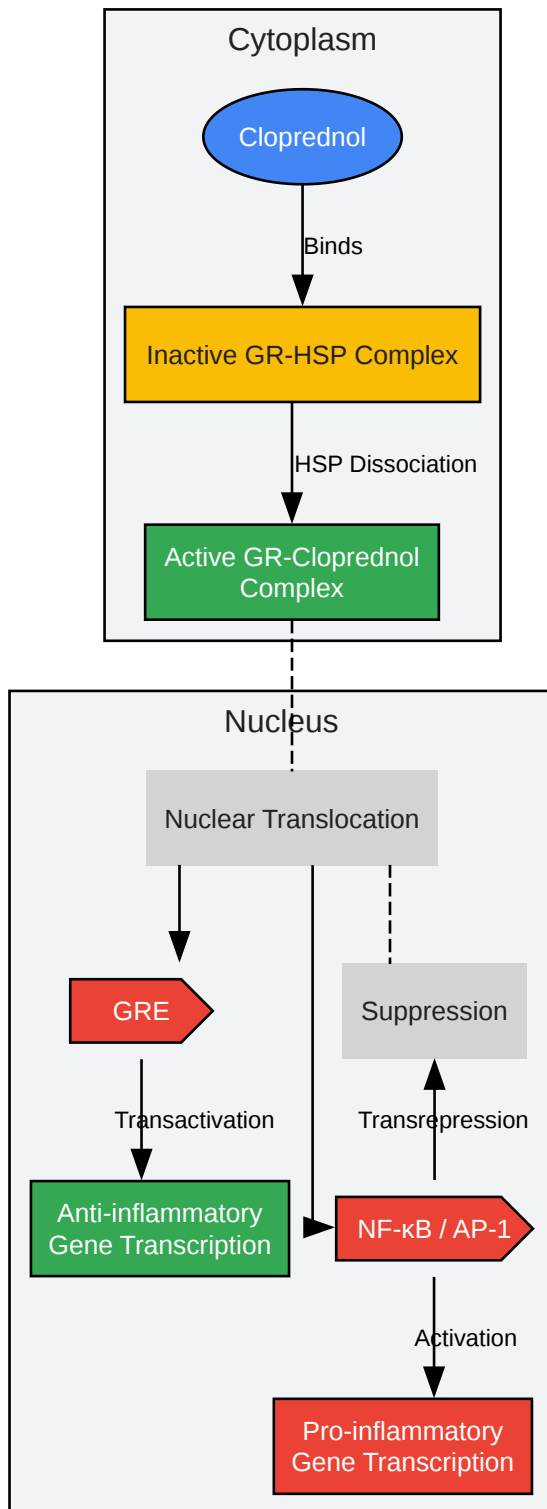 Cytoplasm
Cloprednol
Binds
Inactive GR-HSP Complex
HSP Dissociation
Active GR-Cloprednol
Complex
Nucleus
Nuclear Translocation
GRE
Suppression
Transactivation
Transrepression
Anti-inflammatory
Gene Transcription
NF-κB / AP-1
Activation
Pro-inflammatory
Gene Transcription